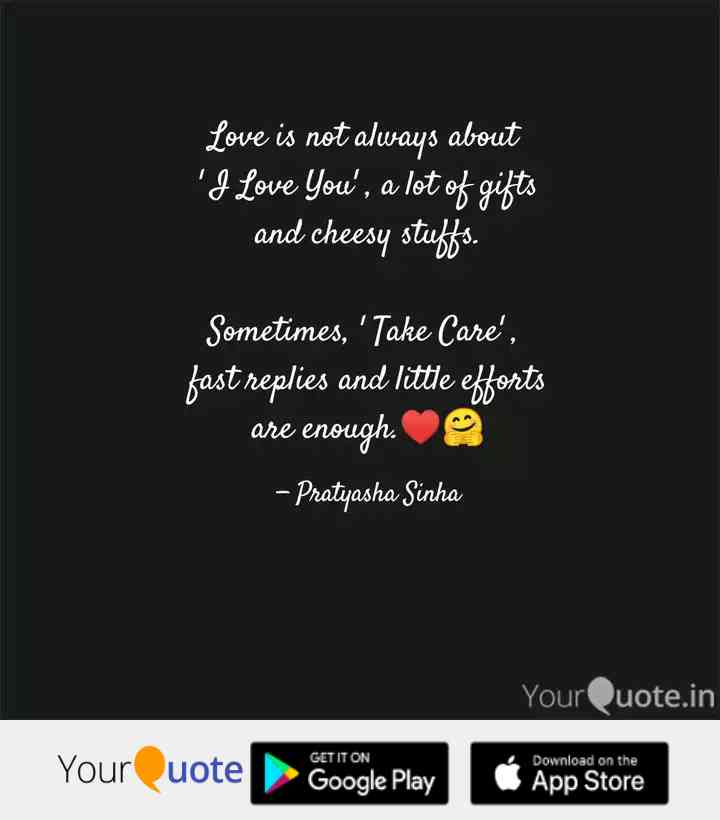 Love is not always about
'I Love You', a lot of gifts
and cheesy stuffs.
Sometimes, 'Take Care',
fast replies and little efforts
are enough.♥️🤗
– Pratyasha Sinha
YourQuote.in
YourQuote
GET IT ON
Google Play
Download on the
App Store